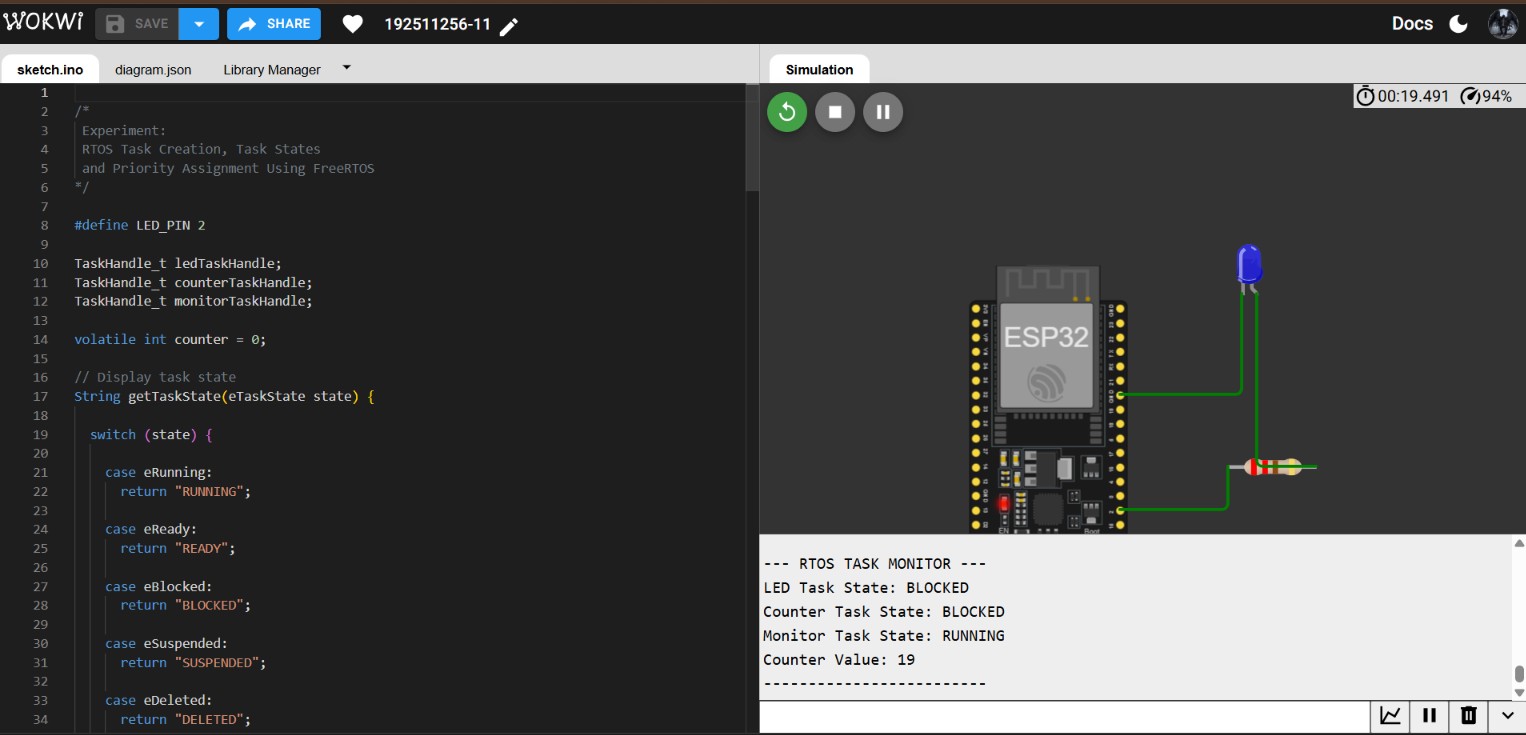 WOKWI SAVE SHARE 192511256-11 Docs
sketch.ino diagram.json Library Manager
1
2 /*
3 Experiment:
4 RTOS Task Creation, Task States
5 and Priority Assignment Using FreeRTOS
6 */
7
8 #define LED_PIN 2
9
10 TaskHandle_t ledTaskHandle;
11 TaskHandle_t counterTaskHandle;
12 TaskHandle_t monitorTaskHandle;
13
14 volatile int counter = 0;
15
16 // Display task state
17 String getTaskState(eTaskState state) {
18
19 switch (state) {
20
21 case eRunning:
22 return "RUNNING";
23
24 case eReady:
25 return "READY";
26
27 case eBlocked:
28 return "BLOCKED";
29
30 case eSuspended:
31 return "SUSPENDED";
32
33 case eDeleted:
34 return "DELETED";
Simulation
00:19.491 94%
ESP32
EN Boot
--- RTOS TASK MONITOR ---
LED Task State: BLOCKED
Counter Task State: BLOCKED
Monitor Task State: RUNNING
Counter Value: 19
-------------------------